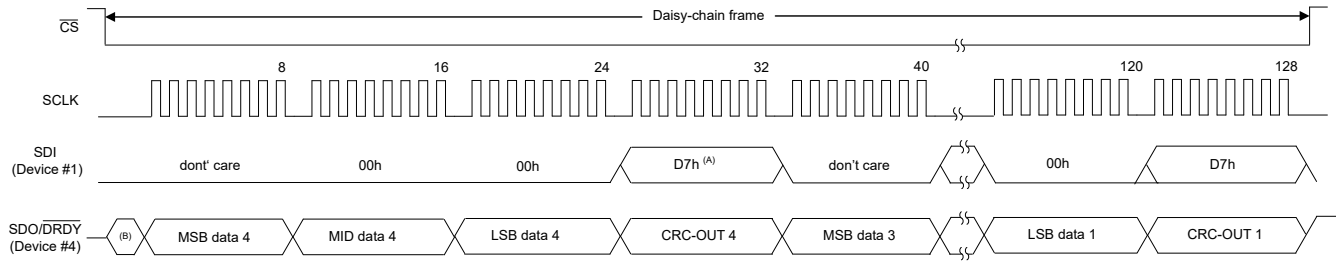 Daisy-chain frame
CS
8 16 24 32 40 120 128
SCLK
SDI
(Device #1)
dont' care 00h 00h D7h (A) don't care 00h D7h
SDO/DRDY
(Device #4)
(B) MSB data 4 MID data 4 LSB data 4 CRC-OUT 4 MSB data 3 LSB data 1 CRC-OUT 1